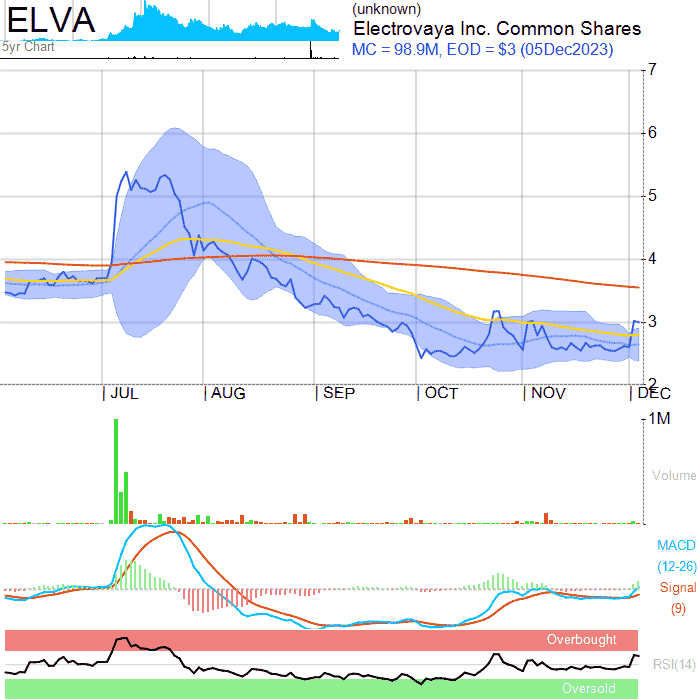 ELVA
5yr Chart
(unknown)
Electrovaya Inc. Common Shares
MC = 98.9M, EOD = $3 (05Dec2023)
7
6
5
4
3
2
JUL AUG SEP OCT NOV DEC
1M
Volume
MACD
(12-26)
Signal
(9)
Overbought
RSI(14)
Oversold